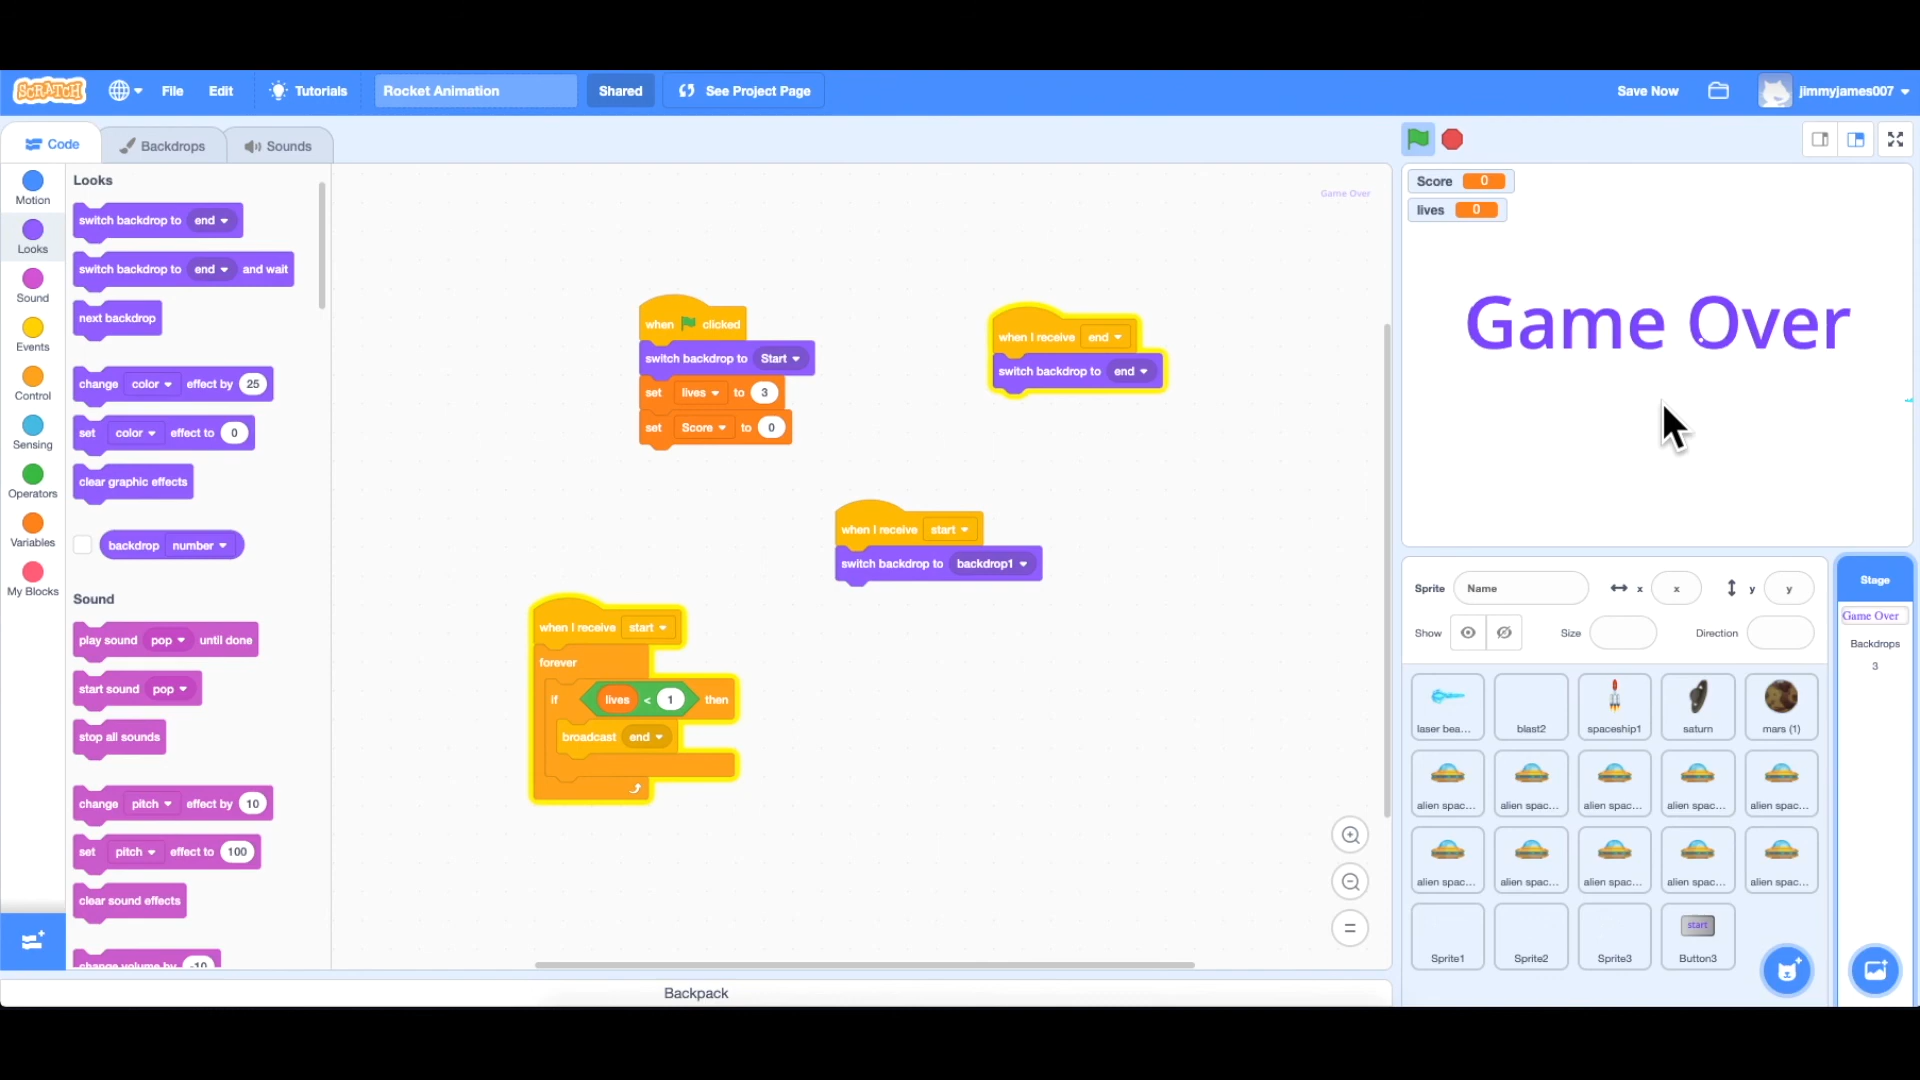 SCRATCH
File
Edit
Tutorials
Rocket Animation
Shared
See Project Page
Save Now
jimmyjames007
Code
Backdrops
Sounds
Motion
Looks
Sound
Events
Control
Sensing
Operators
Variables
My Blocks
Looks
switch backdrop to end
switch backdrop to end and wait
next backdrop
change color effect by 25
set color effect to 0
clear graphic effects
backdrop number
Sound
play sound pop until done
start sound pop
stop all sounds
change pitch effect by 10
set pitch effect to 100
clear sound effects
change volume by -10
Game Over
when clicked
switch backdrop to Start
set lives to 3
set Score to 0
when I receive end
switch backdrop to end
when I receive start
switch backdrop to backdrop1
when I receive start
forever
if lives < 1 then
broadcast end
Backpack
Score 0
lives 0
Game Over
Sprite Name x x y y
Show Size Direction
laser bea... blast2 spaceship1 saturn mars (1)
alien spac... alien spac... alien spac... alien spac... alien spac...
alien spac... alien spac... alien spac... alien spac... alien spac...
start
Sprite1 Sprite2 Sprite3 Button3
Stage
Game Over
Backdrops
3